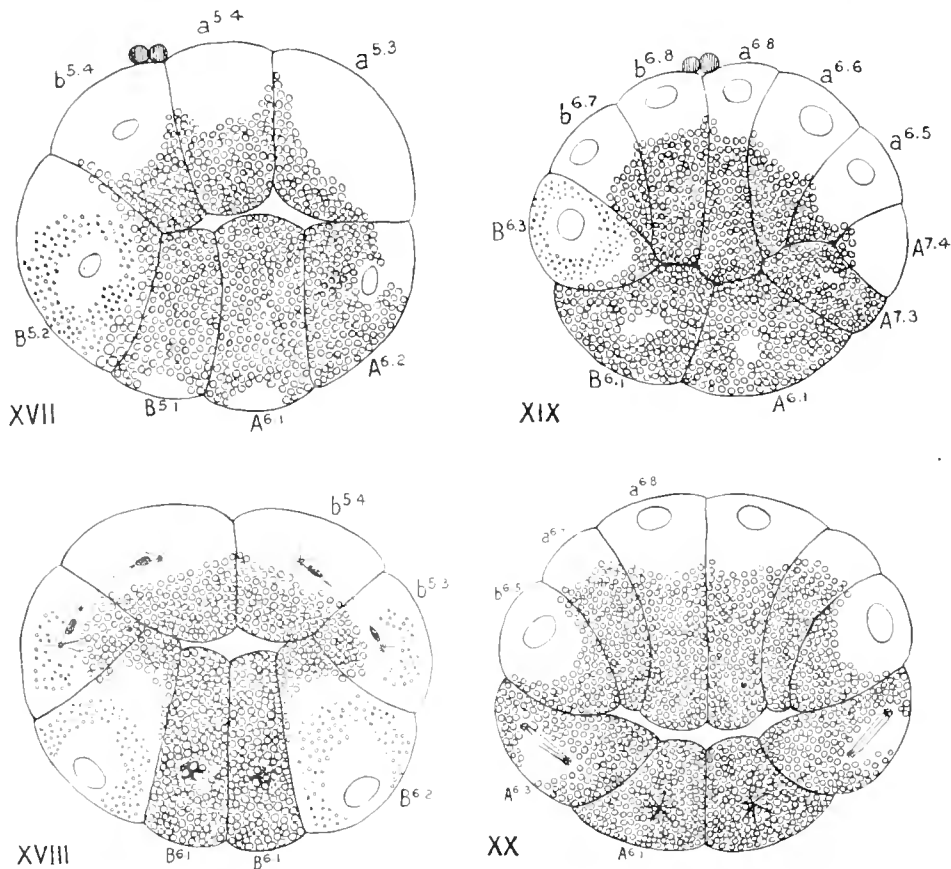 b⁵·⁴ a⁵·⁴ a⁵·³
B⁵·² B⁵·¹ A⁶·¹ A⁶·²
XVII
b⁶·⁷ b⁶·⁸ a⁶·⁸ a⁶·⁶ a⁶·⁵
B⁶·³ A⁷·⁴
B⁶·¹ A⁶·¹ A⁷·³
XIX
b⁵·⁴
b⁵·³
B⁶·²
B⁶·¹ B⁶·¹
XVIII
a⁶·⁸
b⁶·⁵
A⁶·³ A⁶·¹
XX